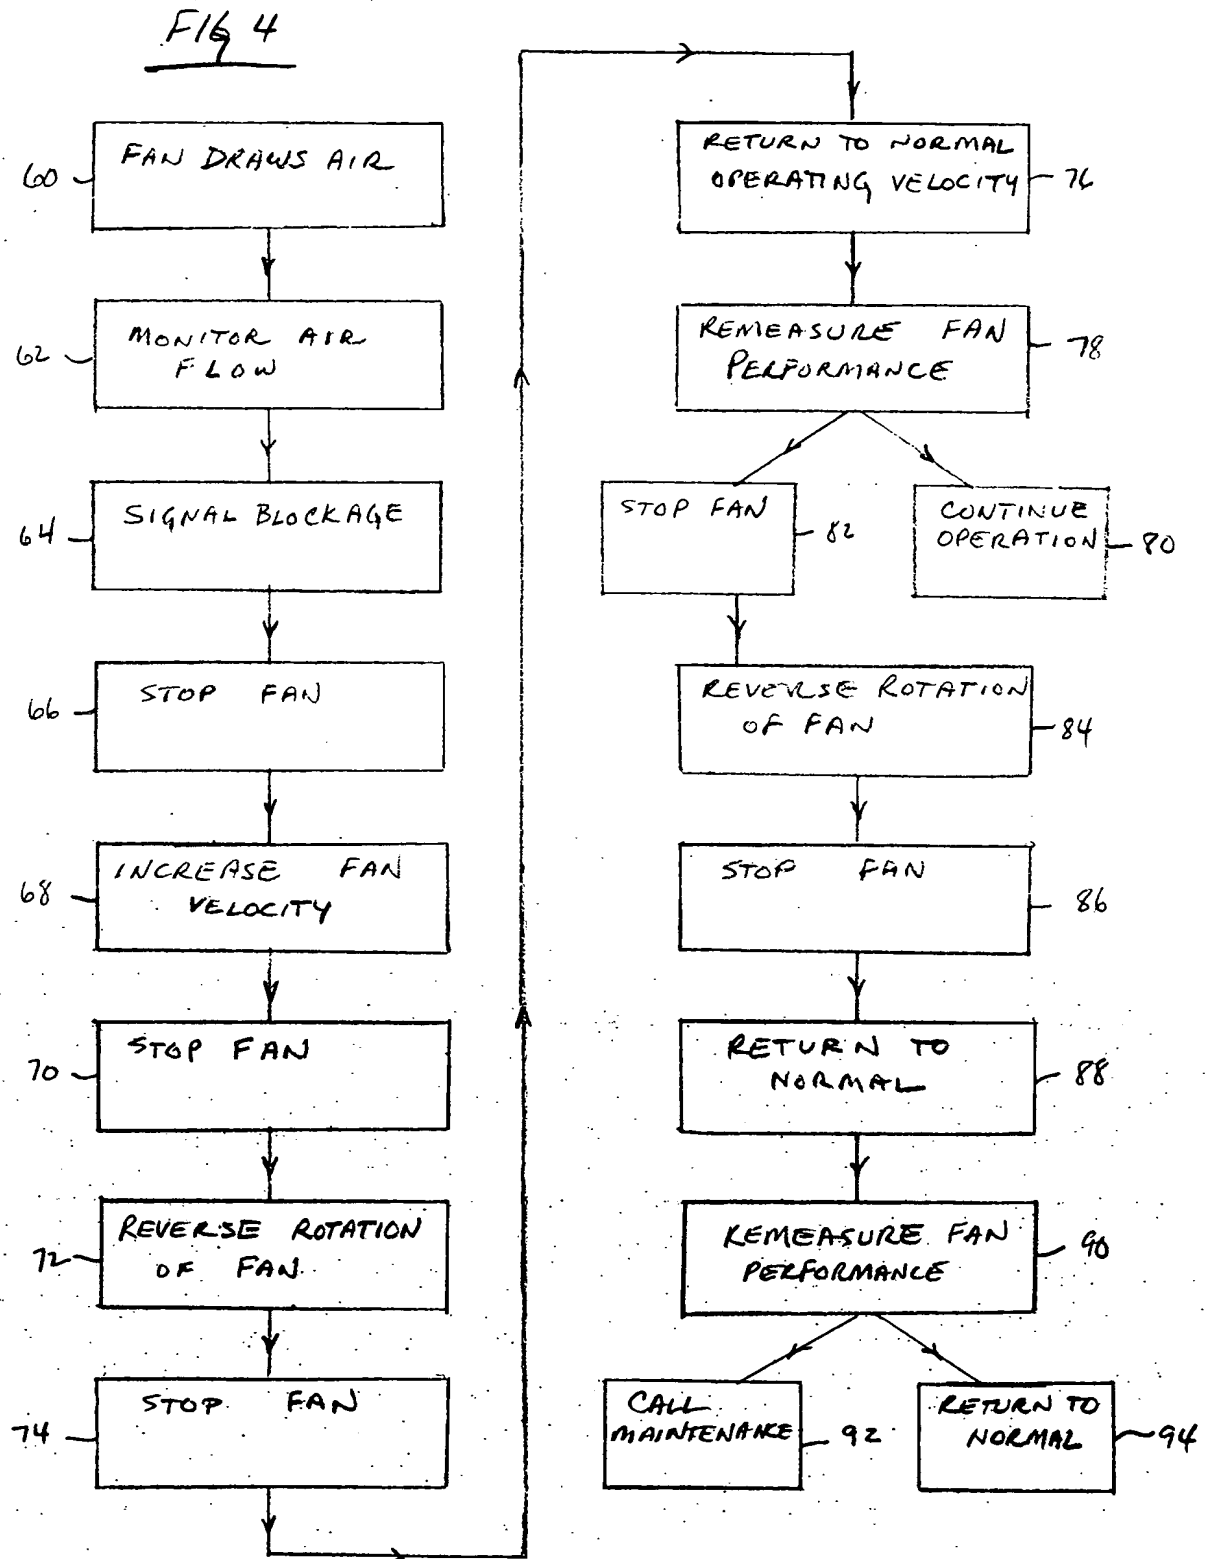 FIG 4
FAN DRAWS AIR
60
MONITOR AIR
FLOW
62
SIGNAL BLOCKAGE
64
STOP FAN
66
INCREASE FAN
VELOCITY
68
STOP FAN
70
REVERSE ROTATION
OF FAN
72
STOP FAN
74
RETURN TO NORMAL
OPERATING VELOCITY
76
REMEASURE FAN
PERFORMANCE
78
STOP FAN
82
CONTINUE
OPERATION
80
REVERSE ROTATION
OF FAN
84
STOP FAN
86
RETURN TO
NORMAL
88
REMEASURE FAN
PERFORMANCE
90
CALL
MAINTENANCE
92
RETURN TO
NORMAL
94